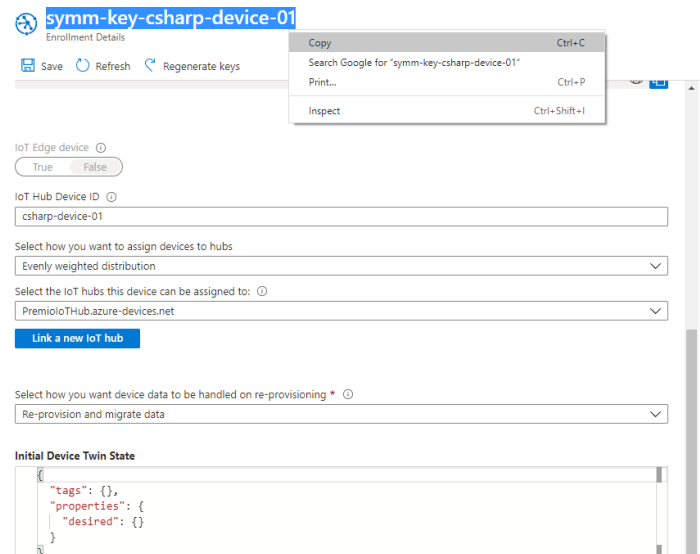 symm-key-csharp-device-01
Enrollment Details
Save Refresh Regenerate keys
Copy Ctrl+C
Search Google for "symm-key-csharp-device-01"
Print... Ctrl+P
Inspect Ctrl+Shift+I
IoT Edge device
True False
IoT Hub Device ID
csharp-device-01
Select how you want to assign devices to hubs
Evenly weighted distribution
Select the IoT hubs this device can be assigned to:
PremioIoTHub.azure-devices.net
Link a new IoT hub
Select how you want device data to be handled on re-provisioning *
Re-provision and migrate data
Initial Device Twin State
{
"tags": {},
"properties": {
"desired": {}
}
}